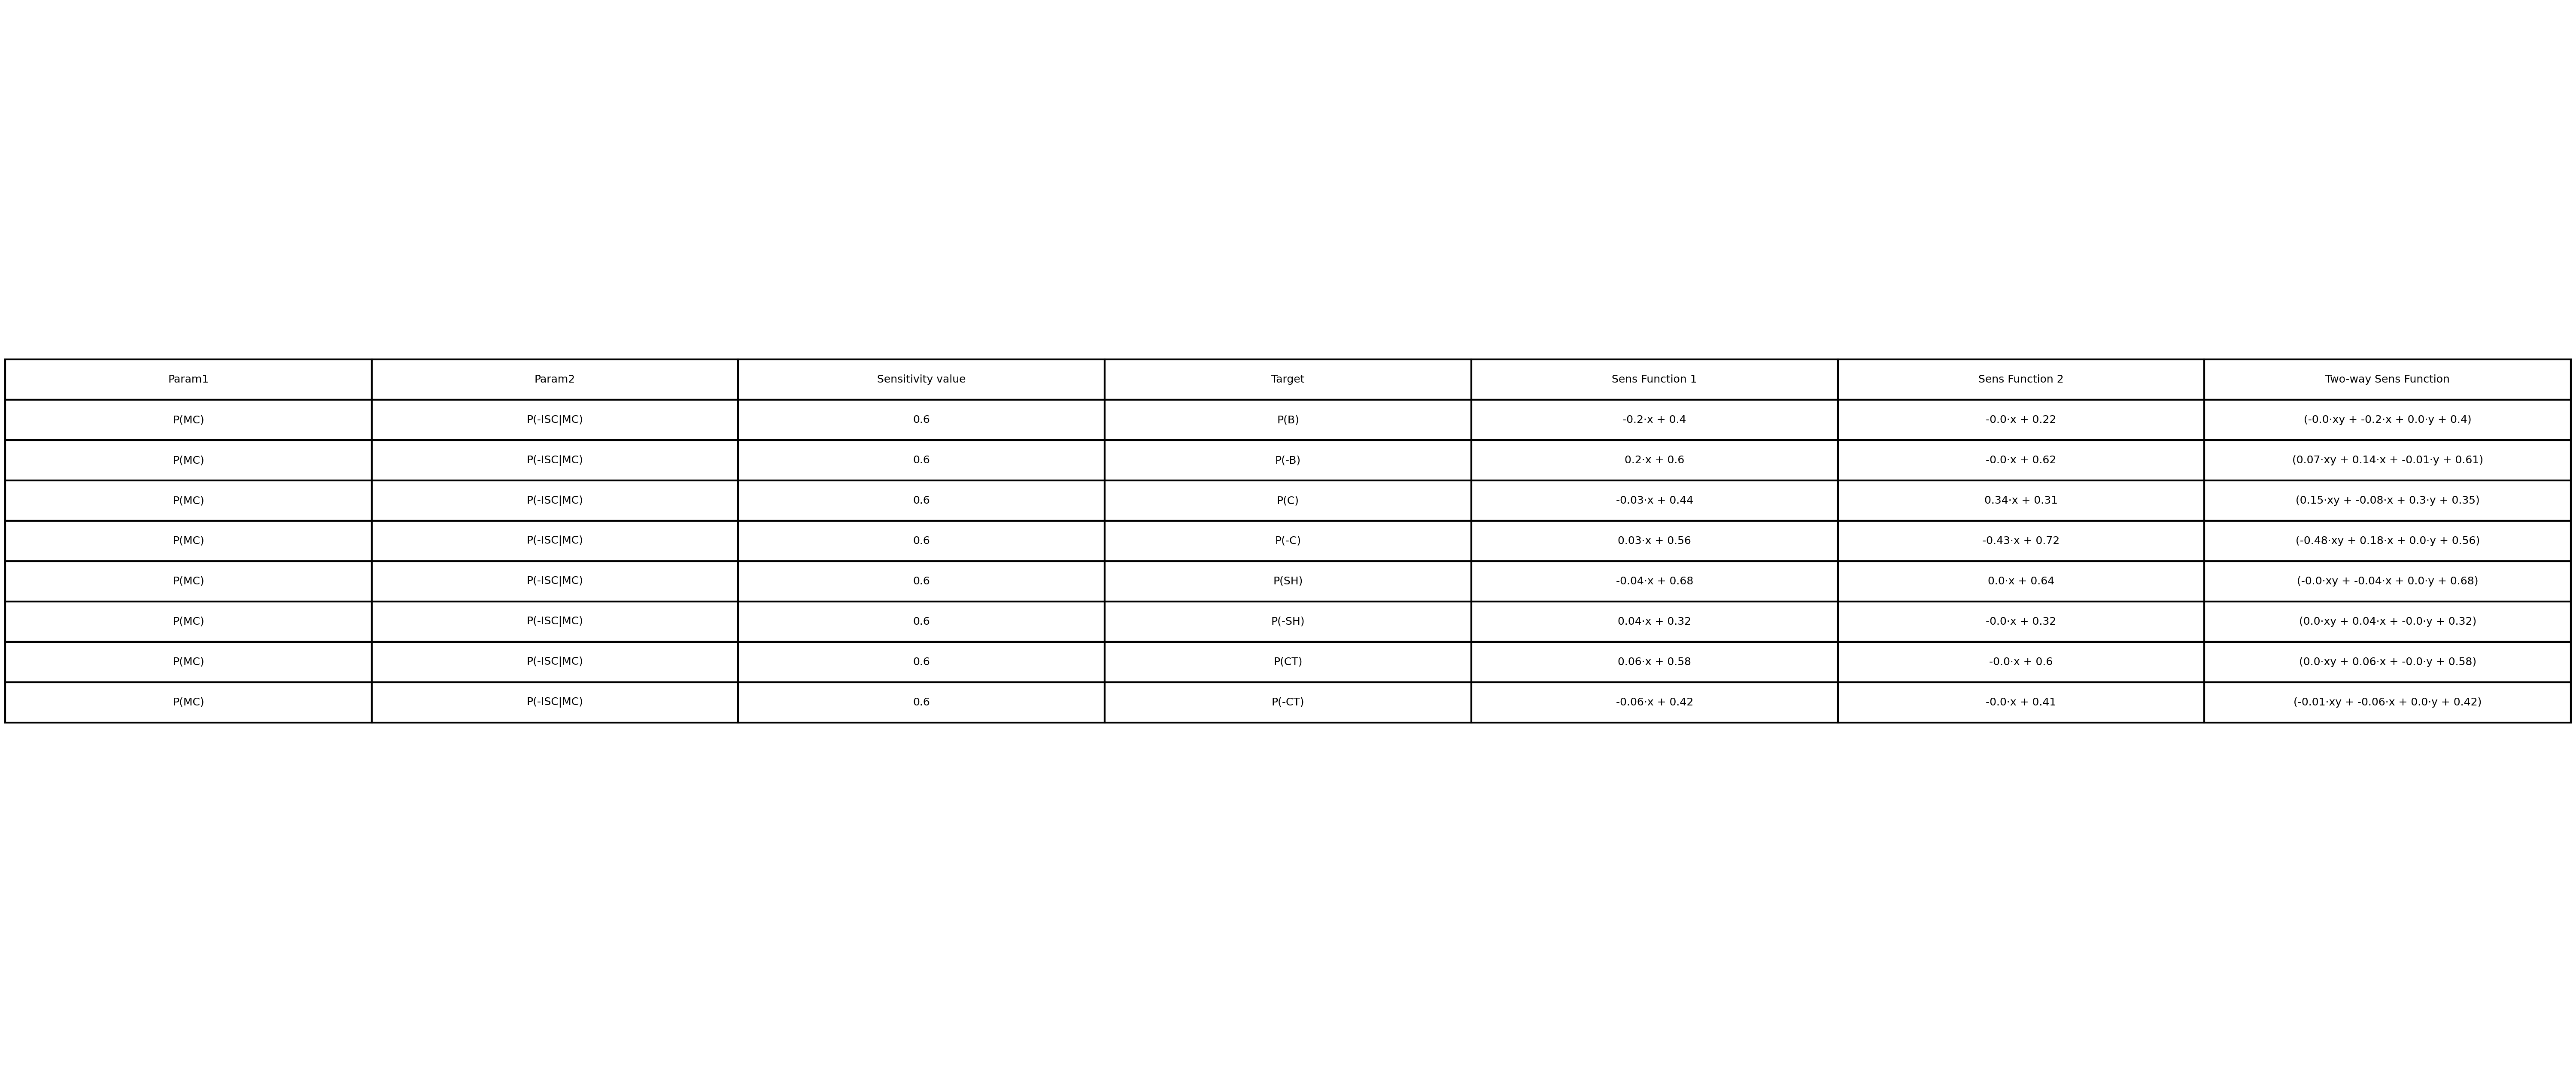 Param1 Param2 Sensitivity value Target Sens Function 1 Sens Function 2 Two-way Sens Function
P(MC) P(-ISC|MC) 0.6 P(B) -0.2·x + 0.4 -0.0·x + 0.22 (-0.0·xy + -0.2·x + 0.0·y + 0.4)
P(MC) P(-ISC|MC) 0.6 P(-B) 0.2·x + 0.6 -0.0·x + 0.62 (0.07·xy + 0.14·x + -0.01·y + 0.61)
P(MC) P(-ISC|MC) 0.6 P(C) -0.03·x + 0.44 0.34·x + 0.31 (0.15·xy + -0.08·x + 0.3·y + 0.35)
P(MC) P(-ISC|MC) 0.6 P(-C) 0.03·x + 0.56 -0.43·x + 0.72 (-0.48·xy + 0.18·x + 0.0·y + 0.56)
P(MC) P(-ISC|MC) 0.6 P(SH) -0.04·x + 0.68 0.0·x + 0.64 (-0.0·xy + -0.04·x + 0.0·y + 0.68)
P(MC) P(-ISC|MC) 0.6 P(-SH) 0.04·x + 0.32 -0.0·x + 0.32 (0.0·xy + 0.04·x + -0.0·y + 0.32)
P(MC) P(-ISC|MC) 0.6 P(CT) 0.06·x + 0.58 -0.0·x + 0.6 (0.0·xy + 0.06·x + -0.0·y + 0.58)
P(MC) P(-ISC|MC) 0.6 P(-CT) -0.06·x + 0.42 -0.0·x + 0.41 (-0.01·xy + -0.06·x + 0.0·y + 0.42)